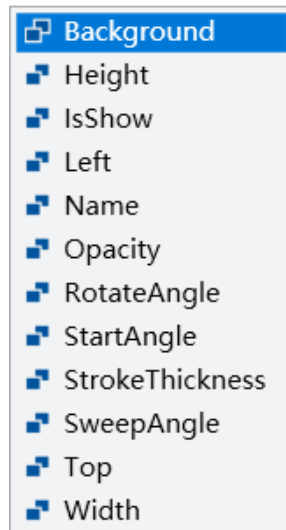 Background
Height
IsShow
Left
Name
Opacity
RotateAngle
StartAngle
StrokeThickness
SweepAngle
Top
Width